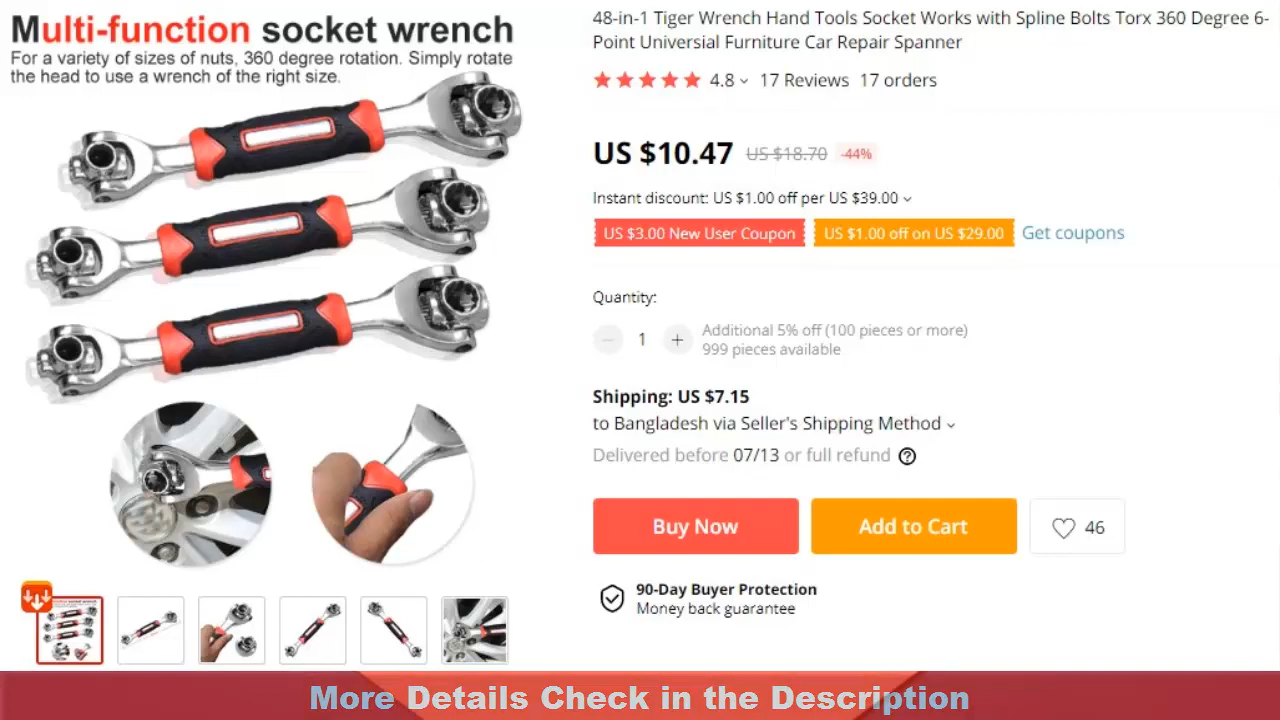 Multi-function socket wrench
For a variety of sizes of nuts, 360 degree rotation. Simply rotate
the head to use a wrench of the right size.
48-in-1 Tiger Wrench Hand Tools Socket Works with Spline Bolts Torx 360 Degree 6-
Point Universial Furniture Car Repair Spanner
4.8 17 Reviews 17 orders
US $10.47 US $18.70 -44%
Instant discount: US $1.00 off per US $39.00
US $3.00 New User Coupon US $1.00 off on US $29.00 Get coupons
Quantity:
1 Additional 5% off (100 pieces or more)
999 pieces available
Shipping: US $7.15
to Bangladesh via Seller's Shipping Method
Delivered before 07/13 or full refund
Buy Now Add to Cart 46
90-Day Buyer Protection
Money back guarantee
More Details Check in the Description